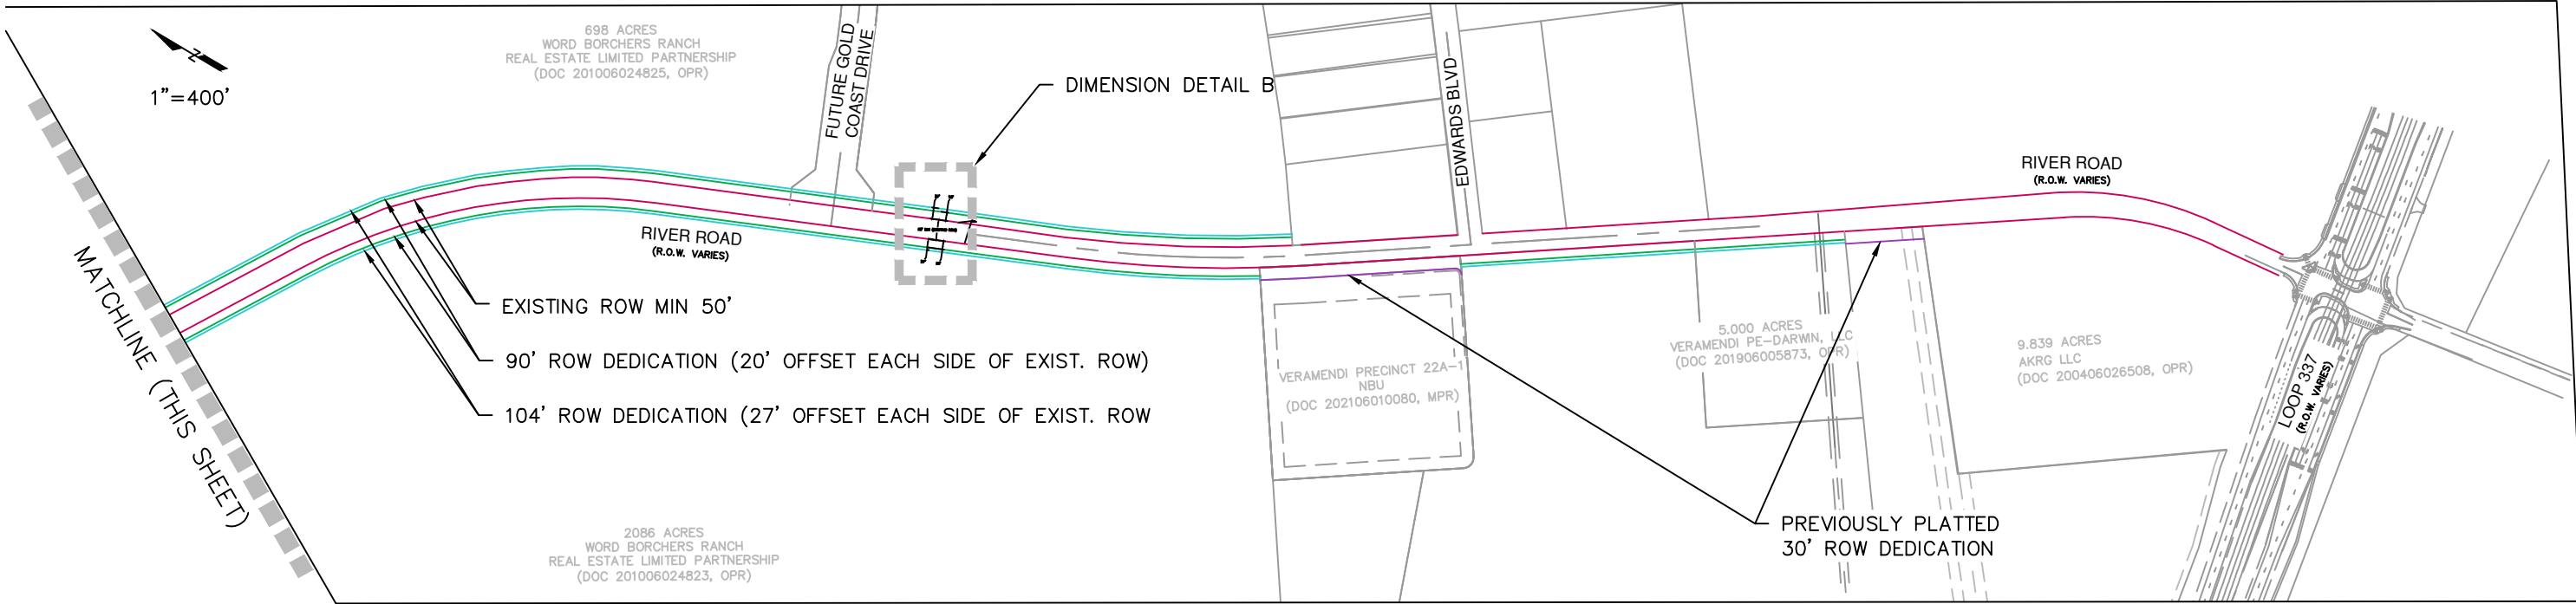 698 ACRES
WORD BORCHERS RANCH
REAL ESTATE LIMITED PARTNERSHIP
(DOC 201006024825, OPR)
N
1"=400'
FUTURE GOLD
COAST DRIVE
DIMENSION DETAIL B
EDWARDS BLVD
RIVER ROAD
(R.O.W. VARIES)
RIVER ROAD
(R.O.W. VARIES)
MATCHLINE (THIS SHEET)
EXISTING ROW MIN 50'
90' ROW DEDICATION (20' OFFSET EACH SIDE OF EXIST. ROW)
104' ROW DEDICATION (27' OFFSET EACH SIDE OF EXIST. ROW
VERAMENDI PRECINCT 22A-1
NBU
(DOC 202106010080, MPR)
5.000 ACRES
VERAMENDI PE-DARWIN, LLC
(DOC 201906005873, OPR)
9.839 ACRES
AKRG LLC
(DOC 200406026508, OPR)
LOOP 337
(R.O.W. VARIES)
PREVIOUSLY PLATTED
30' ROW DEDICATION
2086 ACRES
WORD BORCHERS RANCH
REAL ESTATE LIMITED PARTNERSHIP
(DOC 201006024823, OPR)